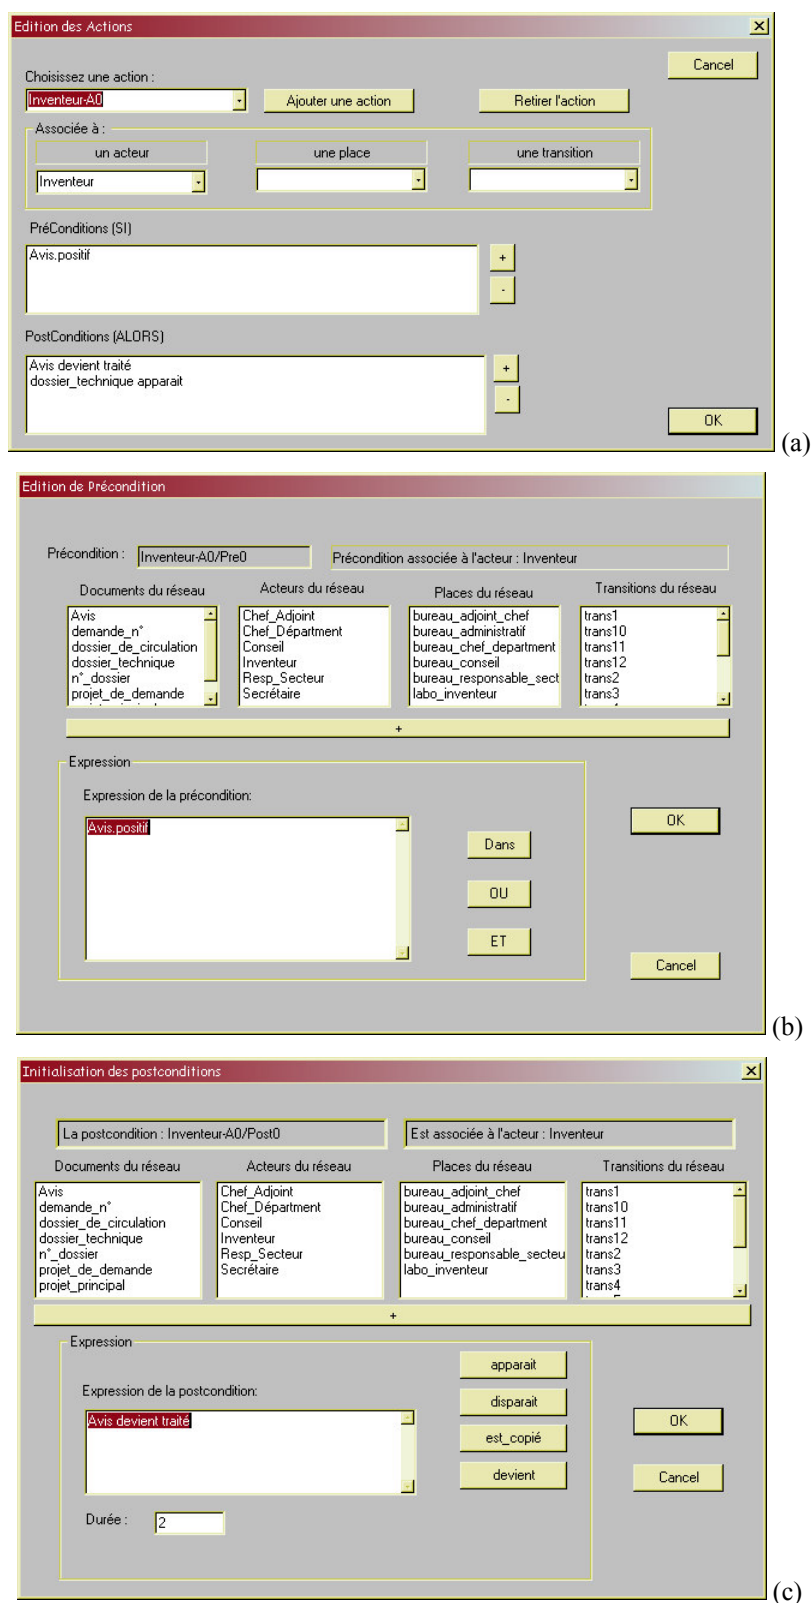 Edition des Actions
Cancel
Choisissez une action :
Inventeur-A0
Ajouter une action
Retirer l'action
Associée à :
un acteur
une place
une transition
Inventeur
PréConditions (SI)
Avis.positif
+
-
PostConditions (ALORS)
Avis devient traité
dossier_technique apparait
+
-
OK
(a)
Edition de Précondition
Précondition :
Inventeur-A0/Pre0
Précondition associée à l'acteur : Inventeur
Documents du réseau
Acteurs du réseau
Places du réseau
Transitions du réseau
Avis
demande_n°
dossier_de_circulation
dossier_technique
n°_dossier
projet_de_demande
Chef_Adjoint
Chef_Départment
Conseil
Inventeur
Resp_Secteur
Secrétaire
bureau_adjoint_chef
bureau_administratif
bureau_chef_department
bureau_conseil
bureau_responsable_sect
labo_inventeur
trans1
trans10
trans11
trans12
trans2
trans3
+
Expression
Expression de la précondition:
Avis.positif
Dans
OU
ET
OK
Cancel
(b)
Initialisation des postconditions
La postcondition : Inventeur-A0/Post0
Est associée à l'acteur : Inventeur
Documents du réseau
Acteurs du réseau
Places du réseau
Transitions du réseau
Avis
demande_n°
dossier_de_circulation
dossier_technique
n°_dossier
projet_de_demande
projet_principal
Chef_Adjoint
Chef_Départment
Conseil
Inventeur
Resp_Secteur
Secrétaire
bureau_adjoint_chef
bureau_administratif
bureau_chef_department
bureau_conseil
bureau_responsable_secteu
labo_inventeur
trans1
trans10
trans11
trans12
trans2
trans3
trans4
+
Expression
Expression de la postcondition:
Avis devient traité
apparait
disparait
est_copié
devient
OK
Cancel
Durée :
2
(c)